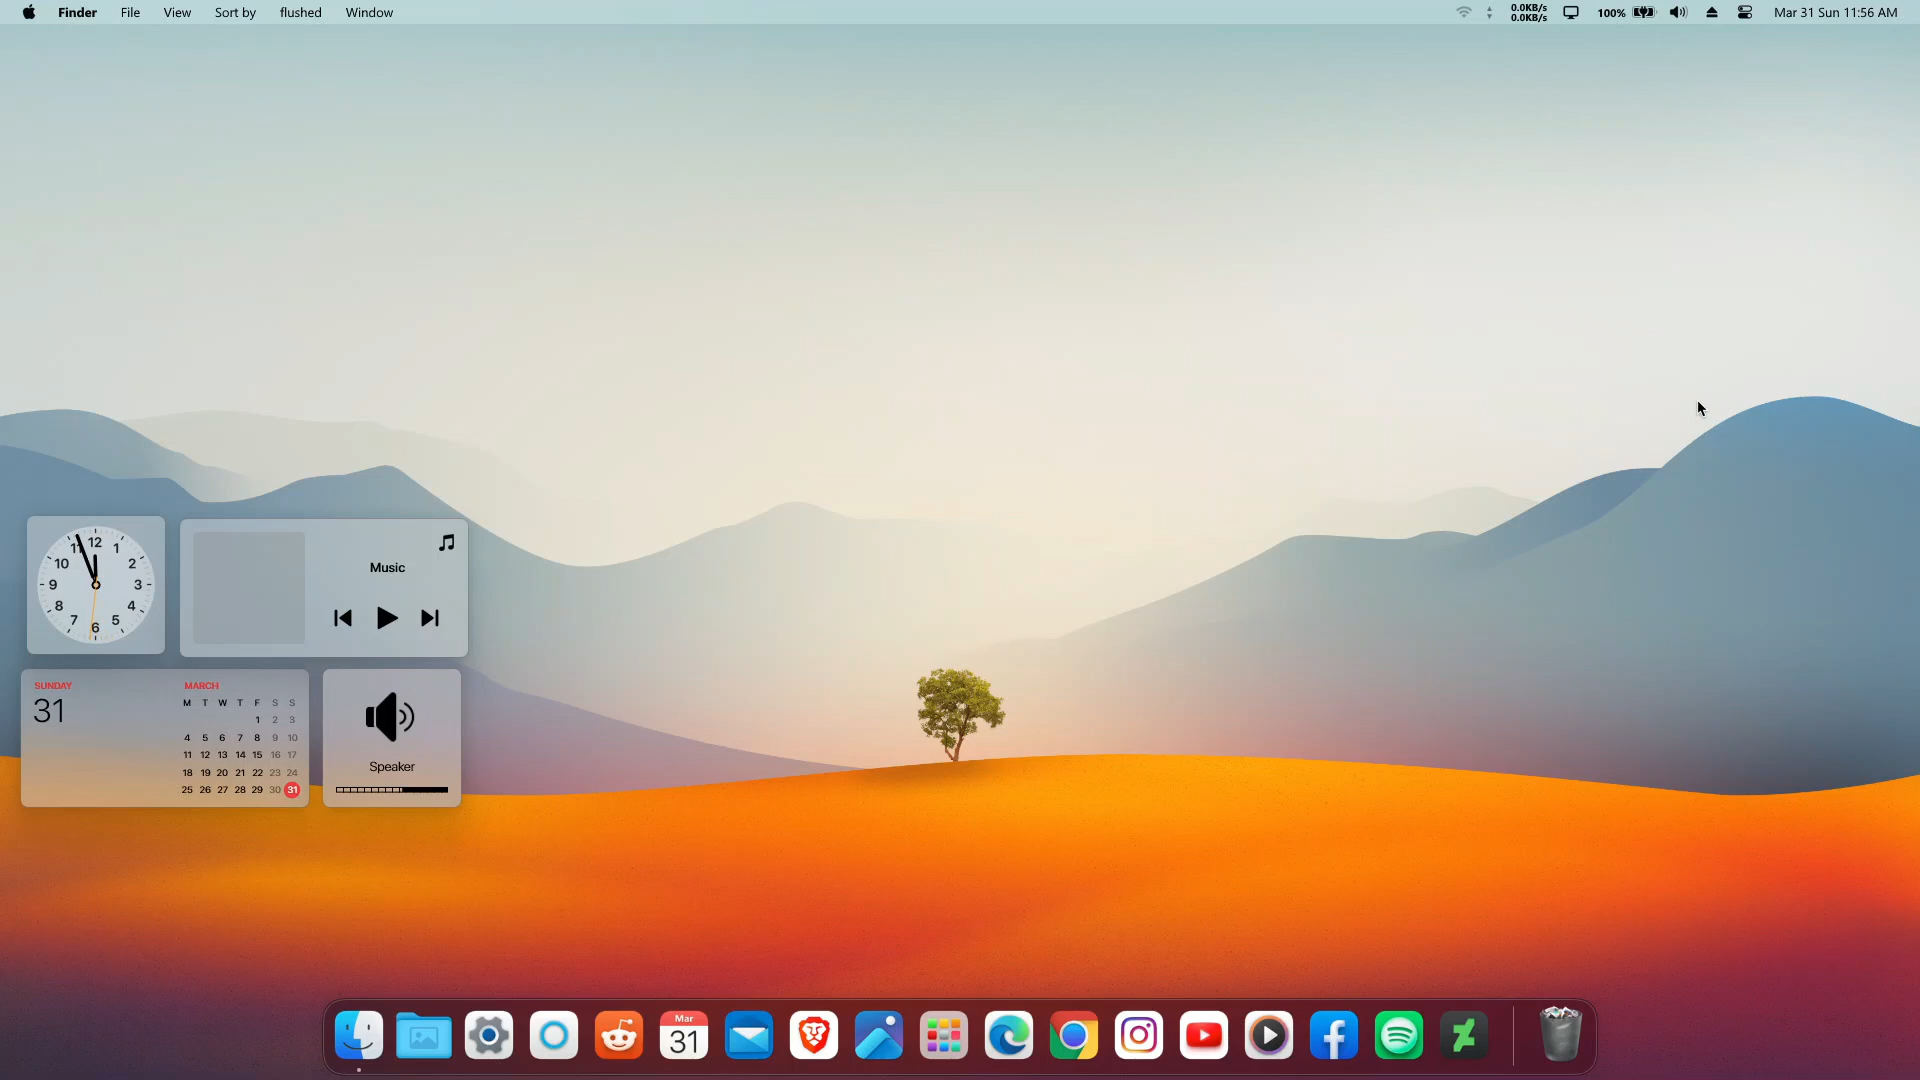 Finder File View Sort by flushed Window
0.0KB/s
0.0KB/s
100%
Mar 31 Sun 11:56 AM
12
1
2
3
4
5
6
7
8
9
10
11
Music
SUNDAY
31
MARCH
M T W T F S S
1 2 3
4 5 6 7 8 9 10
11 12 13 14 15 16 17
18 19 20 21 22 23 24
25 26 27 28 29 30 31
Speaker
Mar
31